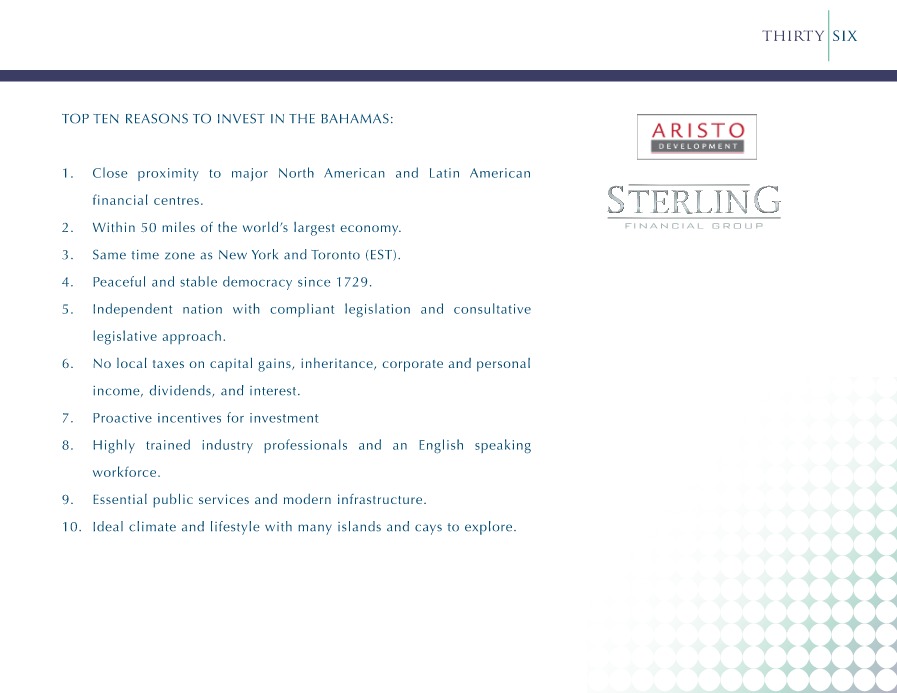 THIRTY SIX
TOP TEN REASONS TO INVEST IN THE BAHAMAS:
1. Close proximity to major North American and Latin American
financial centres.
2. Within 50 miles of the world's largest economy.
3. Same time zone as New York and Toronto (EST).
4. Peaceful and stable democracy since 1729.
5. Independent nation with compliant legislation and consultative
legislative approach.
6. No local taxes on capital gains, inheritance, corporate and personal
income, dividends, and interest.
7. Proactive incentives for investment
8. Highly trained industry professionals and an English speaking
workforce.
9. Essential public services and modern infrastructure.
10. Ideal climate and lifestyle with many islands and cays to explore.
ARISTO
DEVELOPMENT
STERLING
FINANCIAL GROUP